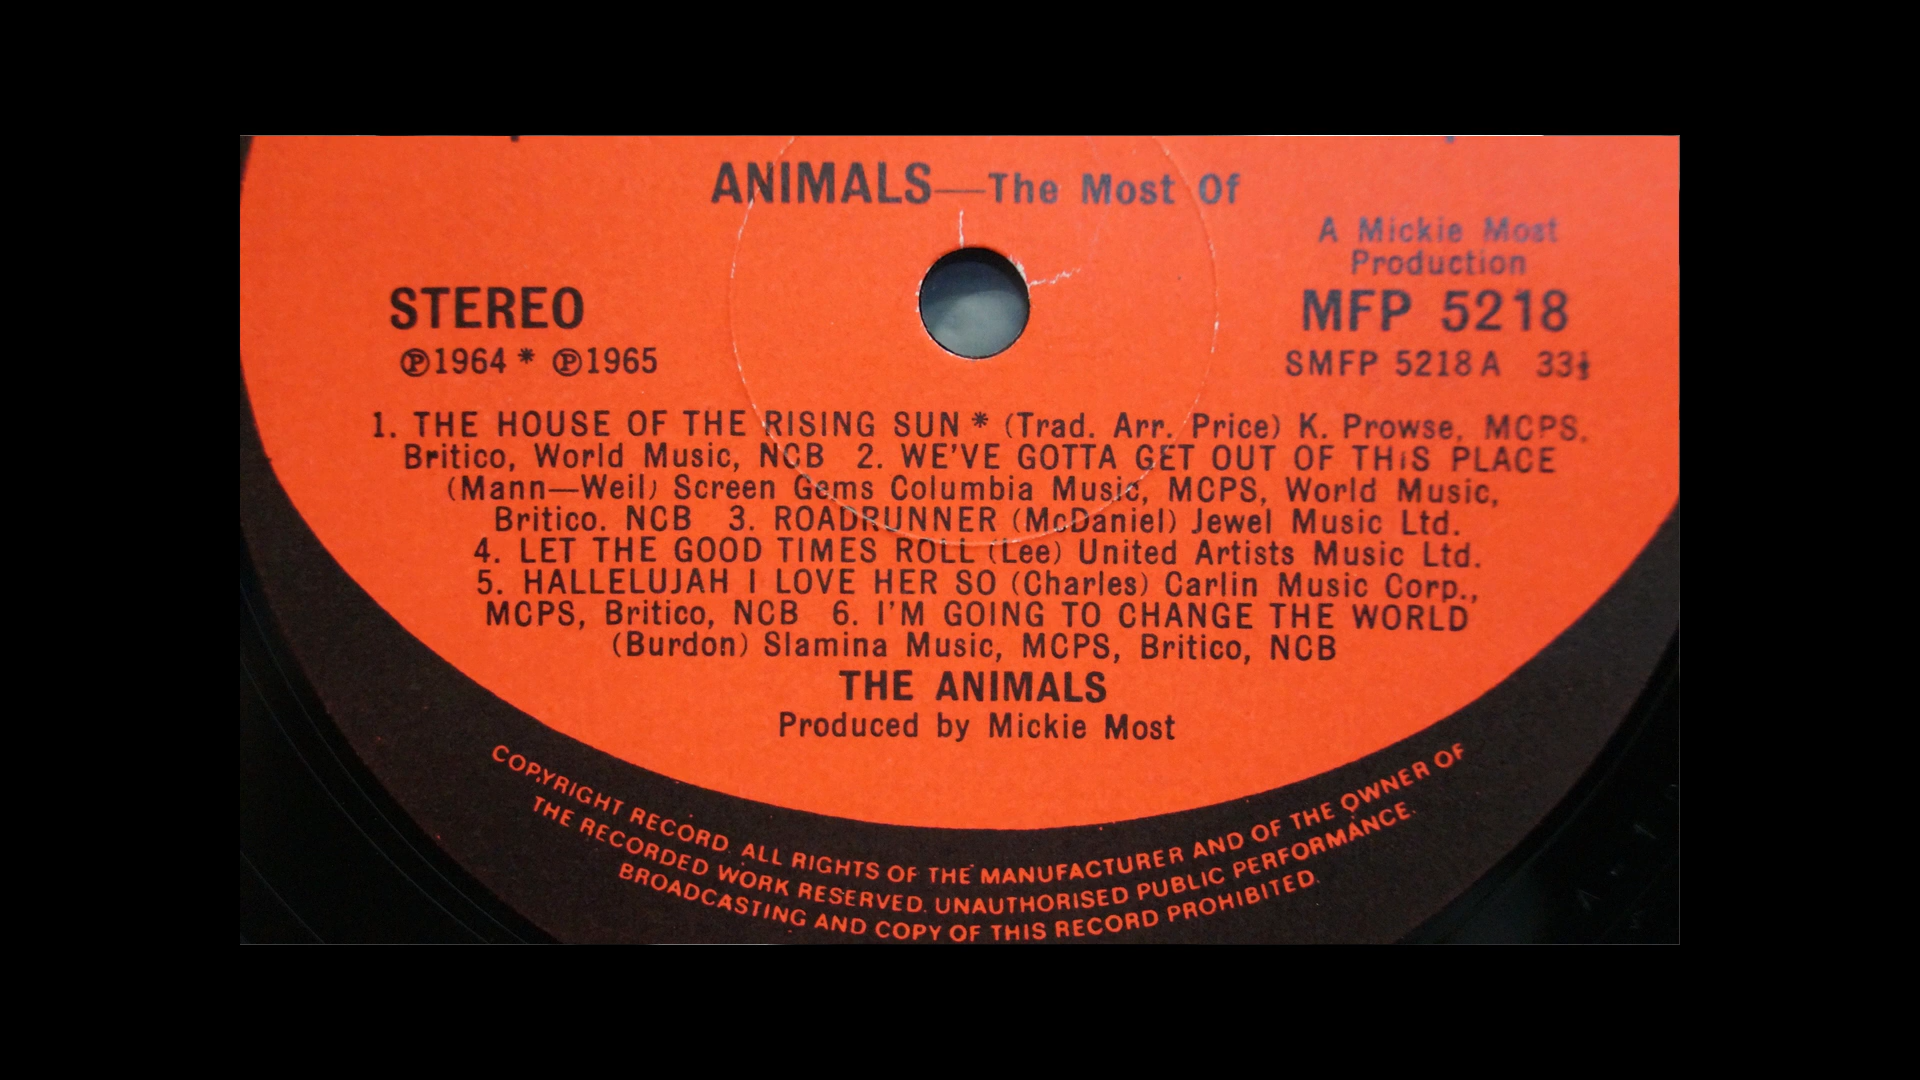 ANIMALS—The Most Of
A Mickie Most
Production
STEREO
MFP 5218
Ⓟ1964 * Ⓟ1965
SMFP 5218 A 33⅓
1. THE HOUSE OF THE RISING SUN * (Trad. Arr. Price) K. Prowse, MCPS.
Britico, World Music, NCB 2. WE'VE GOTTA GET OUT OF THIS PLACE
(Mann—Weil) Screen Gems Columbia Music, MCPS, World Music,
Britico. NCB 3. ROADRUNNER (McDaniel) Jewel Music Ltd.
4. LET THE GOOD TIMES ROLL (Lee) United Artists Music Ltd.
5. HALLELUJAH I LOVE HER SO (Charles) Carlin Music Corp.,
MCPS, Britico, NCB 6. I'M GOING TO CHANGE THE WORLD
(Burdon) Slamina Music, MCPS, Britico, NCB
THE ANIMALS
Produced by Mickie Most
COPYRIGHT RECORD. ALL RIGHTS OF THE MANUFACTURER AND OF THE OWNER OF
THE RECORDED WORK RESERVED. UNAUTHORISED PUBLIC PERFORMANCE.
BROADCASTING AND COPY OF THIS RECORD PROHIBITED.